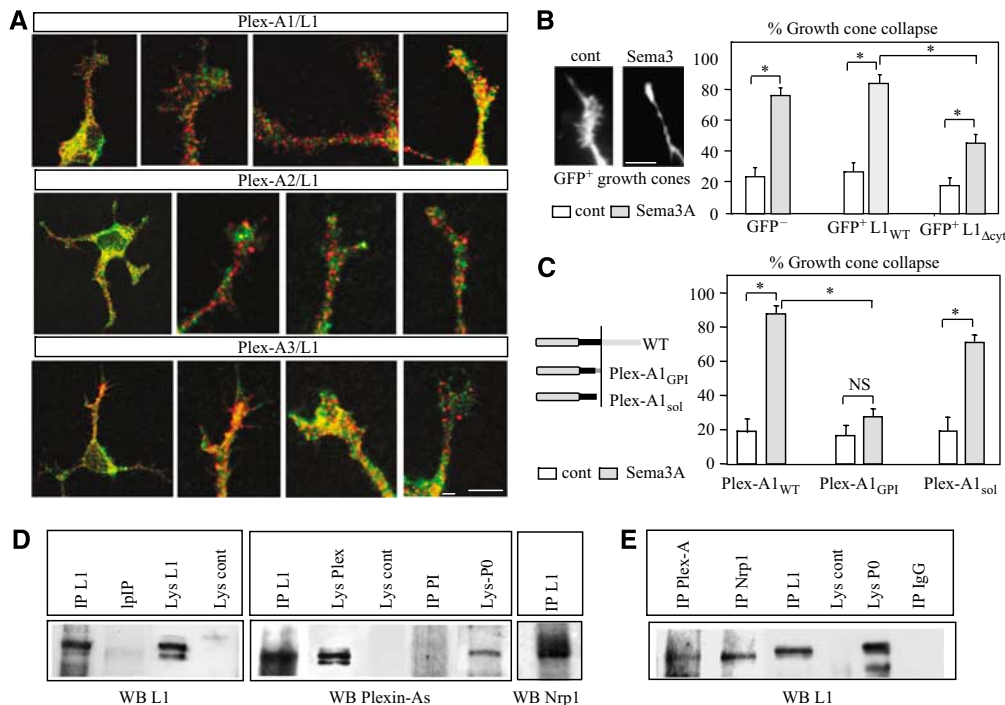 A
Plex-A1/L1
Plex-A2/L1
Plex-A3/L1
B
cont Sema3
GFP+ growth cones
cont Sema3A
% Growth cone collapse
80
60
40
20
0
* * * *
GFP− GFP+ L1WT GFP+ L1Δcyt
C
WT
Plex-A1GPI
Plex-A1sol
cont Sema3A
% Growth cone collapse
100
80
60
40
20
0
* * NS *
Plex-A1WT Plex-A1GPI Plex-A1sol
D
IP L1 IpIP Lys L1 Lys cont
WB L1
IP L1 Lys Plex Lys cont IP PI Lys-P0
WB Plexin-As
IP L1
WB Nrp1
E
IP Plex-A IP Nrp1 IP L1 Lys cont Lys P0 IP IgG
WB L1